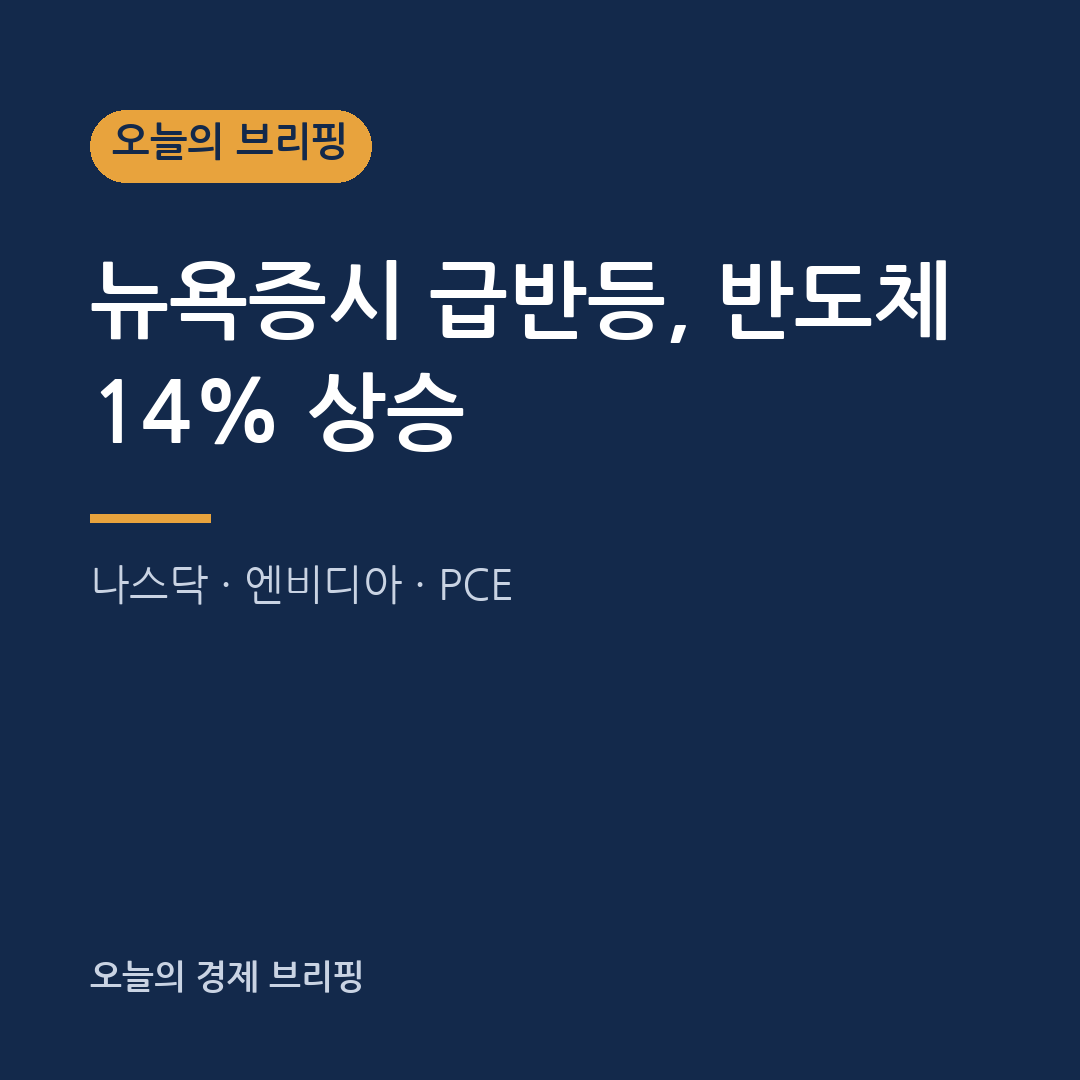 오늘의 브리핑
뉴욕증시 급반등, 반도체
14% 상승
나스닥 · 엔비디아 · PCE
오늘의 경제 브리핑